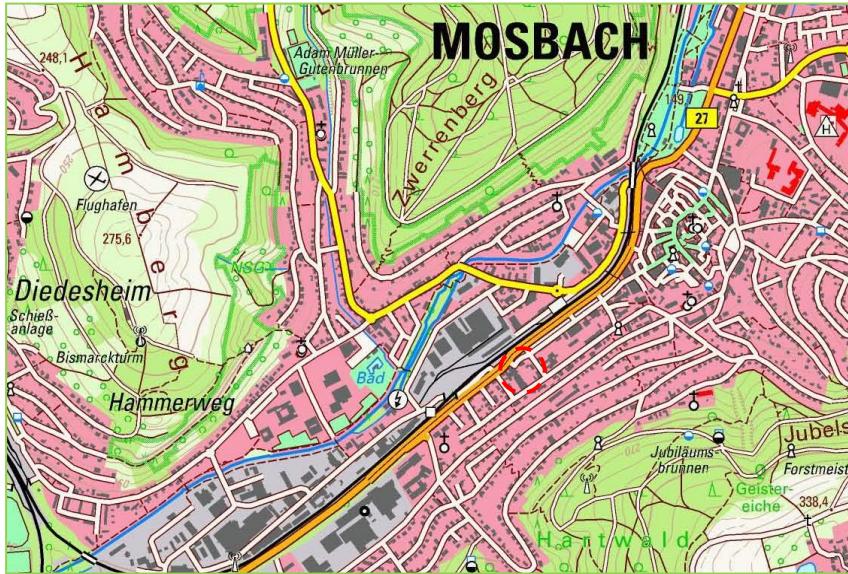 MOSBACH
Adam Müller-
Gutenbrunnen
248,1
149,
27
H
Hamberg
Zwerrenberg
Flughafen
275,6
NSG
Diedesheim
Schieß-
anlage
Bismarckturm
Hammerweg
Bad
Jubiläums-
brunnen
Jubels
Forstmeist
Geister-
eiche
338,4
Hartwald